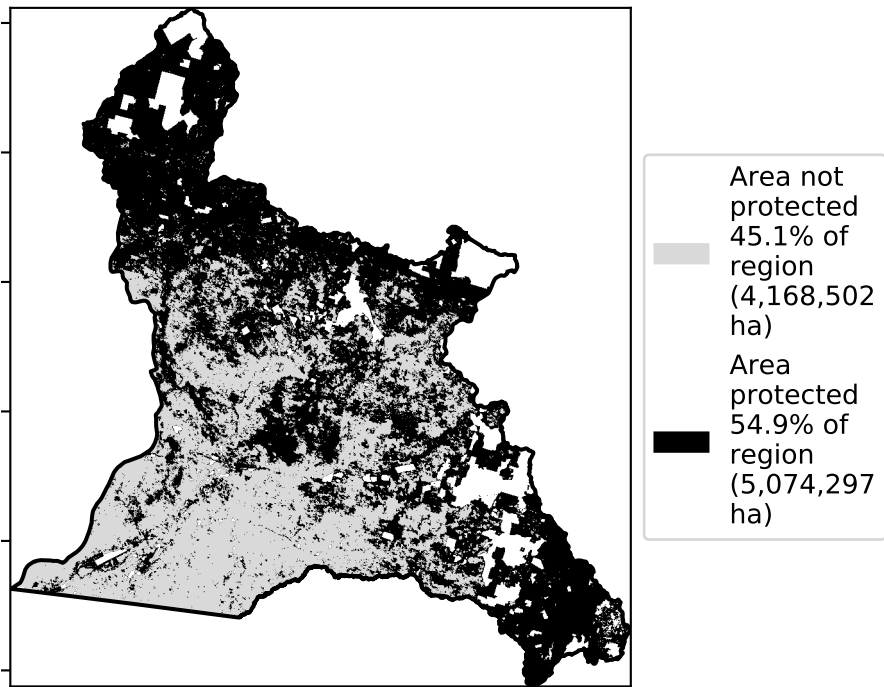 Area not
protected
45.1% of
region
(4,168,502
ha)
Area
protected
54.9% of
region
(5,074,297
ha)